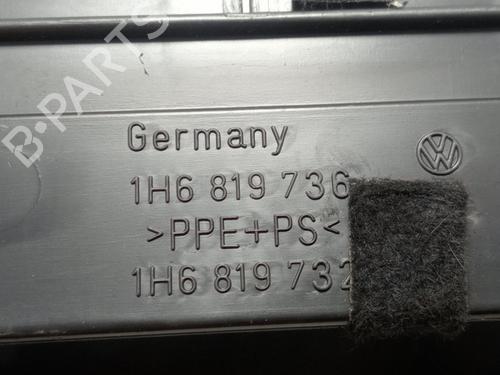 B-PARTS
Germany
1H6 819 736
>PPE+PS<
1H6 819 732